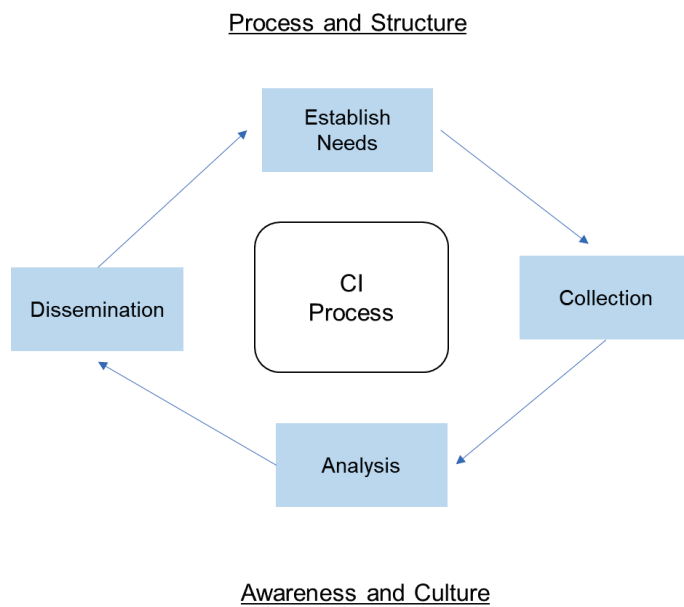 Process and Structure
Establish
Needs
Dissemination
CI
Process
Collection
Analysis
Awareness and Culture